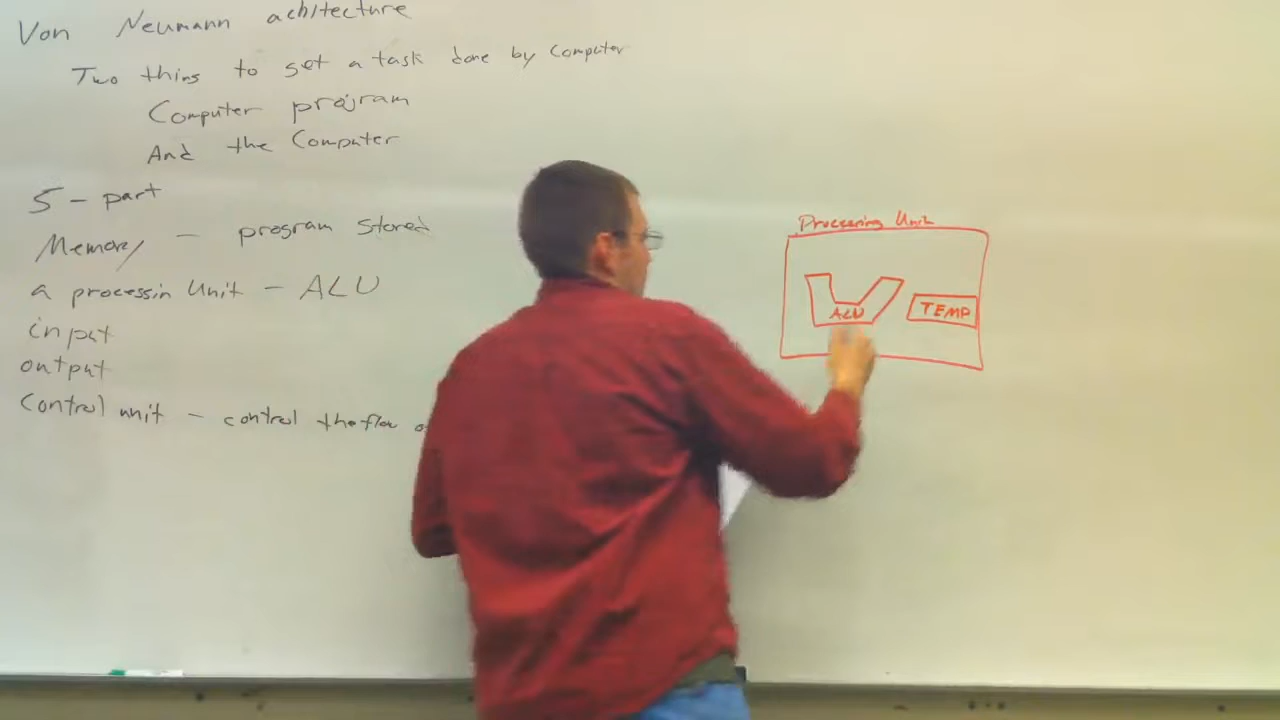 Von Neumann achitecture
Two things to get a task done by Computer
Computer program
And the Computer
5 - part
Memory - program stored
a processin Unit - ALU
input
output
Control unit - control the flow
Processing Unit
ALU
TEMP